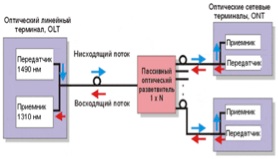 Оптический линейный
терминал, OLT
Передатчик
1490 нм
Приемник
1310 нм
Нисходящий поток
Восходящий поток
Пассивный
оптический
разветвитель
1 x N
Оптические сетевые
терминалы, ONT
Приемник
Передатчик
Приемник
Передатчик